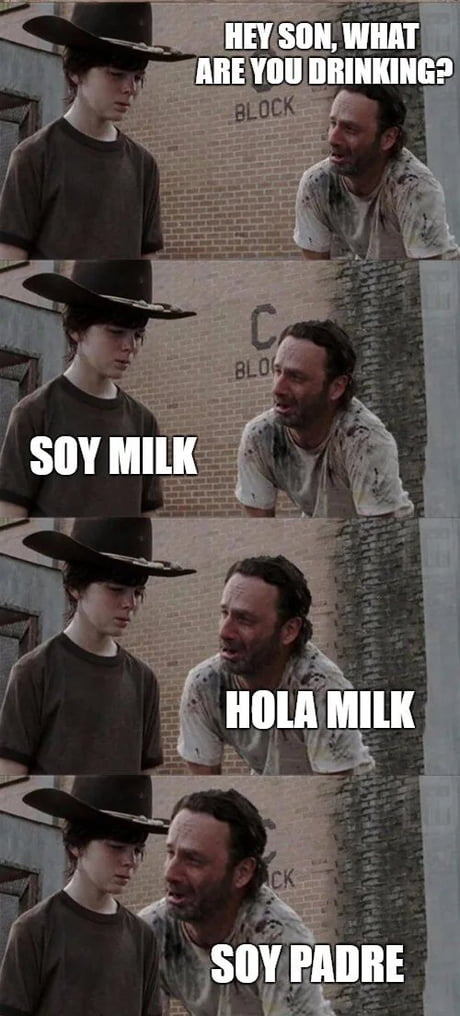 HEY SON, WHAT
ARE YOU DRINKING?
BLOCK
C
BLO
SOY MILK
HOLA MILK
CK
SOY PADRE